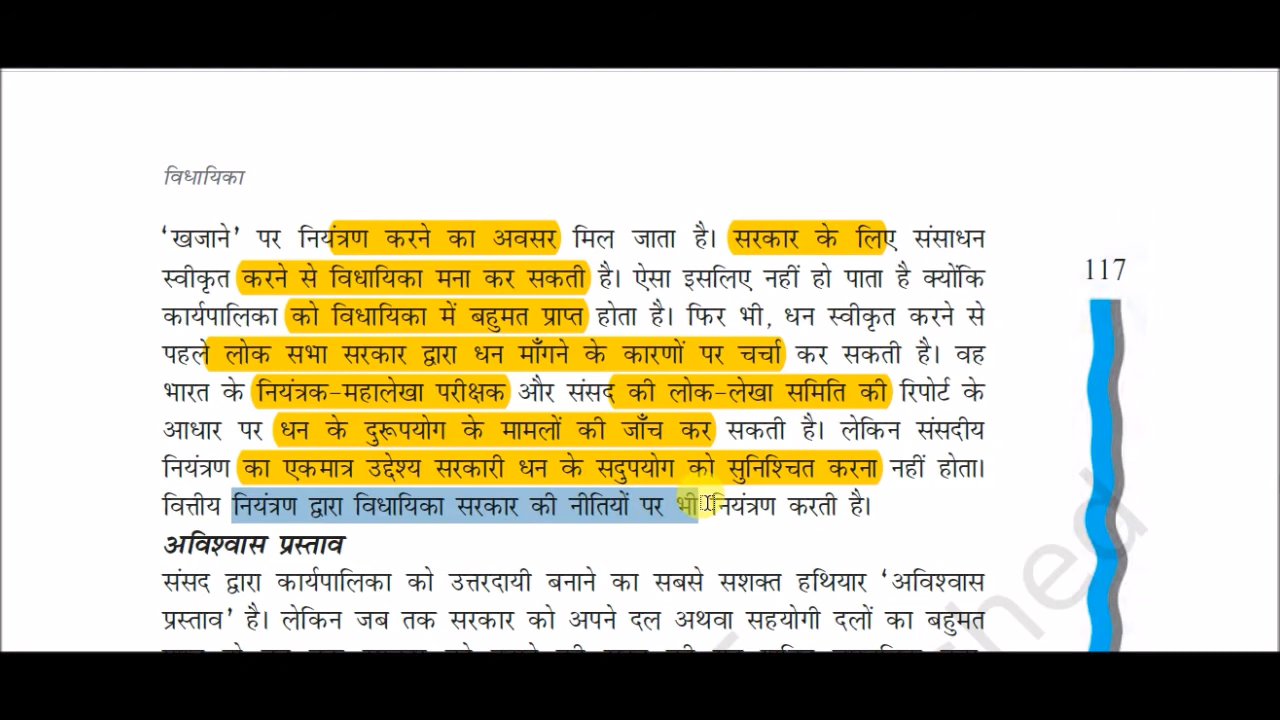 विधायिका
‘खजाने’ पर नियंत्रण करने का अवसर मिल जाता है। सरकार के लिए संसाधन
117
स्वीकृत करने से विधायिका मना कर सकती है। ऐसा इसलिए नहीं हो पाता है क्योंकि
कार्यपालिका को विधायिका में बहुमत प्राप्त होता है। फिर भी, धन स्वीकृत करने से
पहले लोक सभा सरकार द्वारा धन माँगने के कारणों पर चर्चा कर सकती है। वह
भारत के नियंत्रक-महालेखा परीक्षक और संसद की लोक-लेखा समिति की रिपोर्ट के
आधार पर धन के दुरूपयोग के मामलों की जाँच कर सकती है। लेकिन संसदीय
नियंत्रण का एकमात्र उद्देश्य सरकारी धन के सदुपयोग को सुनिश्चित करना नहीं होता।
वित्तीय नियंत्रण द्वारा विधायिका सरकार की नीतियों पर भी नियंत्रण करती है।
अविश्वास प्रस्ताव
संसद द्वारा कार्यपालिका को उत्तरदायी बनाने का सबसे सशक्त हथियार ‘अविश्वास
प्रस्ताव’ है। लेकिन जब तक सरकार को अपने दल अथवा सहयोगी दलों का बहुमत